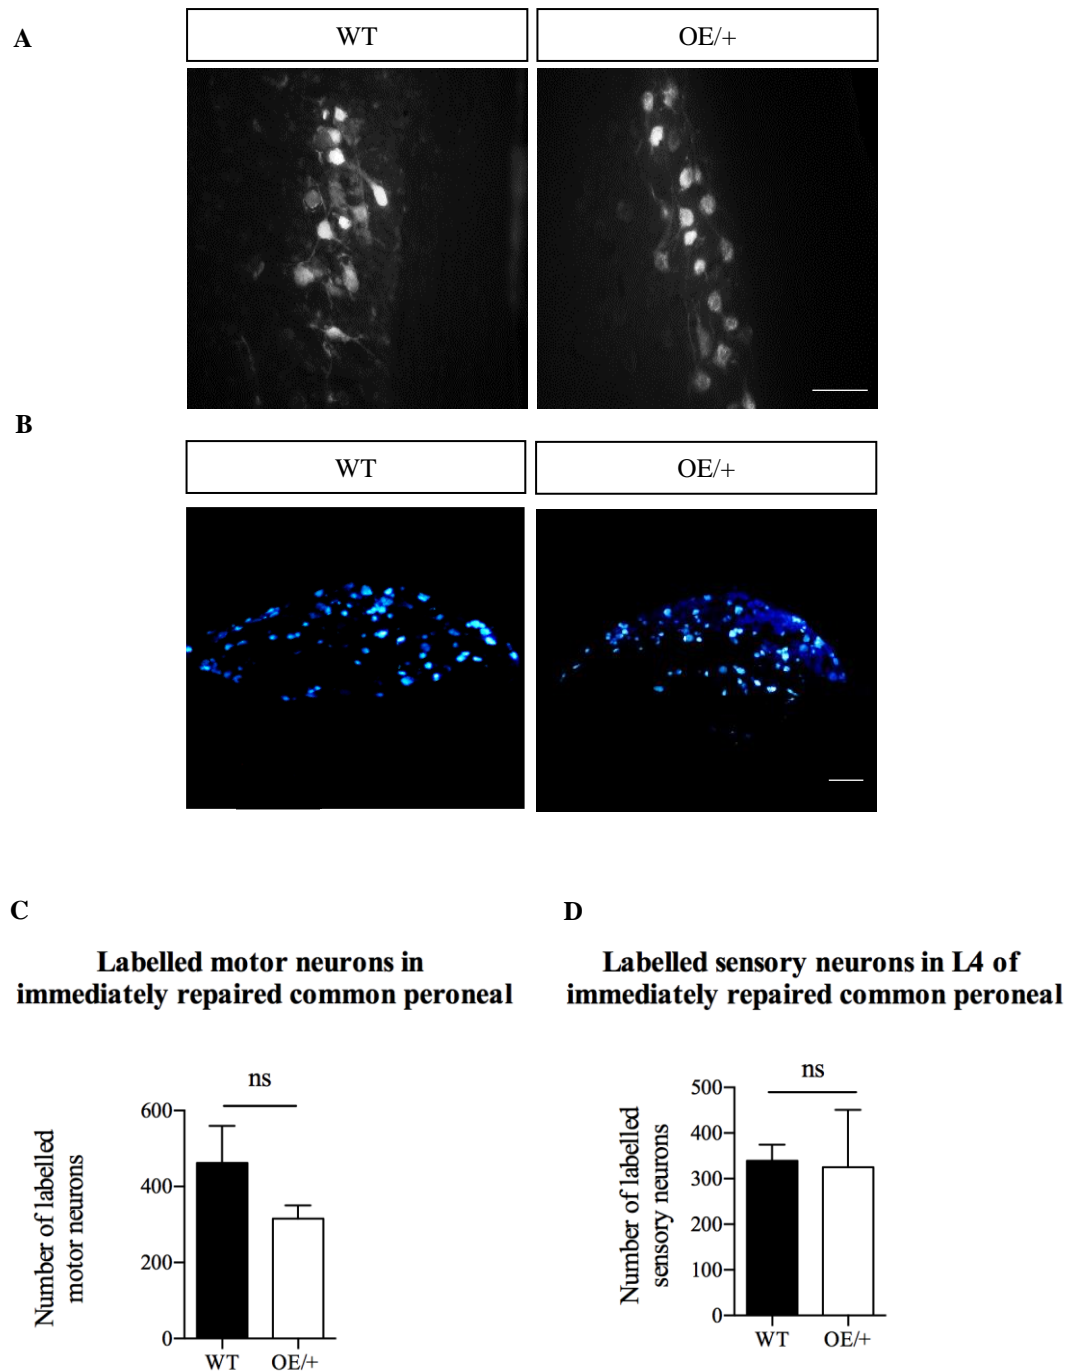 A
WT
OE/+
B
WT
OE/+
C
D
Labelled motor neurons in
immediately repaired common peroneal
Labelled sensory neurons in L4 of
immediately repaired common peroneal
ns
600
400
200
0
Number of labelled
motor neurons
WT
OE/+
ns
500
400
300
200
100
0
Number of labelled
sensory neurons
WT
OE/+